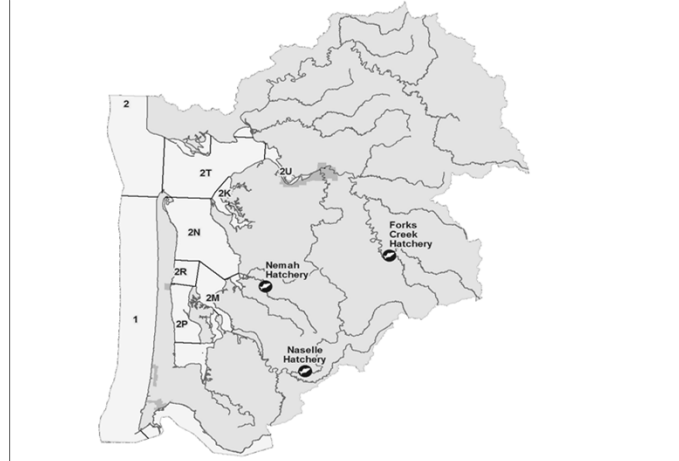 2
2T
2U
2K
2N
Forks
Creek
Hatchery
Nemah
Hatchery
2R
2M
1
2P
Naselle
Hatchery